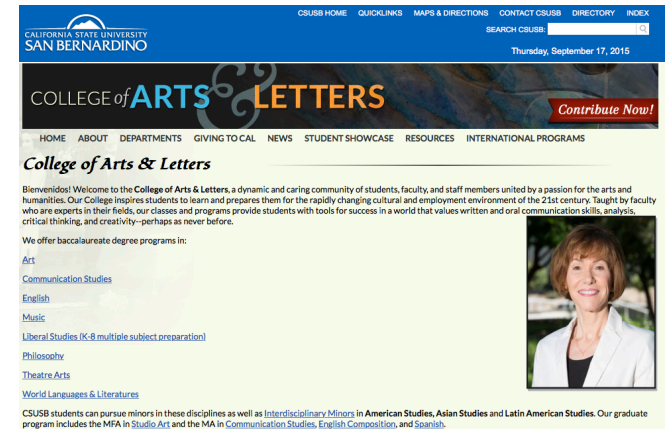 CSUSB HOME QUICKLINKS MAPS & DIRECTIONS CONTACT CSUSB DIRECTORY INDEX
CALIFORNIA STATE UNIVERSITY
SAN BERNARDINO
SEARCH CSUSB:
Thursday, September 17, 2015
COLLEGE of ARTS & LETTERS
Contribute Now!
HOME ABOUT DEPARTMENTS GIVING TO CAL NEWS STUDENT SHOWCASE RESOURCES INTERNATIONAL PROGRAMS
College of Arts & Letters
Bienvenidos! Welcome to the College of Arts & Letters, a dynamic and caring community of students, faculty, and staff members united by a passion for the arts and
humanities. Our College inspires students to learn and prepares them for the rapidly changing cultural and employment environment of the 21st century. Taught by faculty
who are experts in their fields, our classes and programs provide students with tools for success in a world that values written and oral communication skills, analysis,
critical thinking, and creativity--perhaps as never before.
We offer baccalaureate degree programs in:
Art
Communication Studies
English
Music
Liberal Studies (K-8 multiple subject preparation)
Philosophy
Theatre Arts
World Languages & Literatures
CSUSB students can pursue minors in these disciplines as well as Interdisciplinary Minors in American Studies, Asian Studies and Latin American Studies. Our graduate
program includes the MFA in Studio Art and the MA in Communication Studies, English Composition, and Spanish.